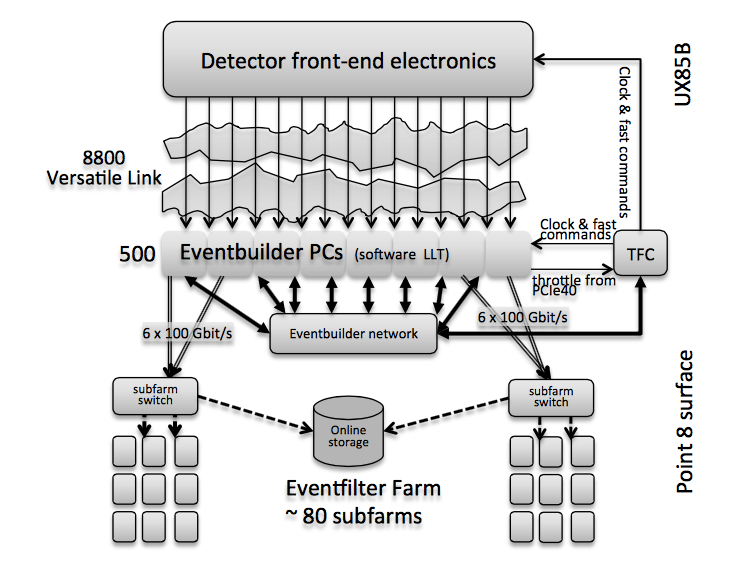 Detector front-end electronics
UX85B
Clock & fast commands
8800
Versatile Link
Clock & fast
commands
500
Eventbuilder PCs (software LLT)
TFC
throttle from
PCIe40
6 x 100 Gbit/s
Eventbuilder network
6 x 100 Gbit/s
subfarm
switch
subfarm
switch
Online
storage
Point 8 surface
Eventfilter Farm
~ 80 subfarms